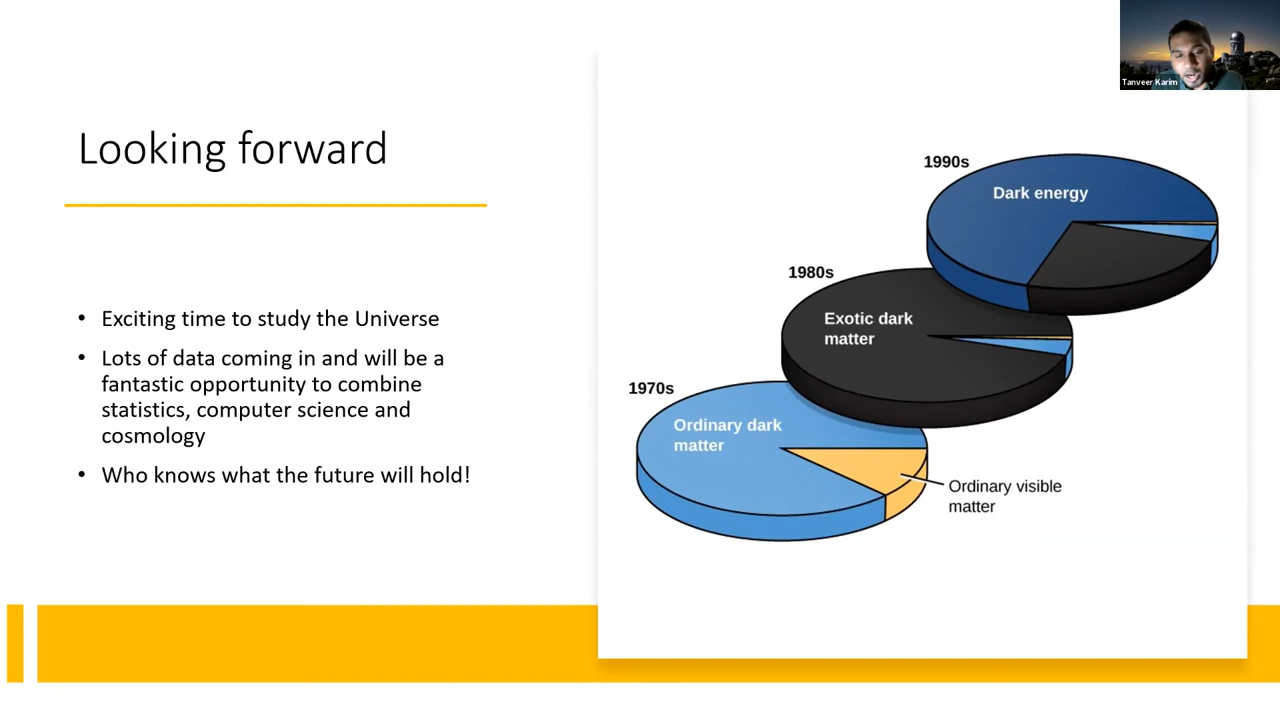 Looking forward
• Exciting time to study the Universe
• Lots of data coming in and will be a
fantastic opportunity to combine
statistics, computer science and
cosmology
• Who knows what the future will hold!
1990s
Dark energy
1980s
Exotic dark
matter
1970s
Ordinary dark
matter
Ordinary visible
matter
Tanveer Karim